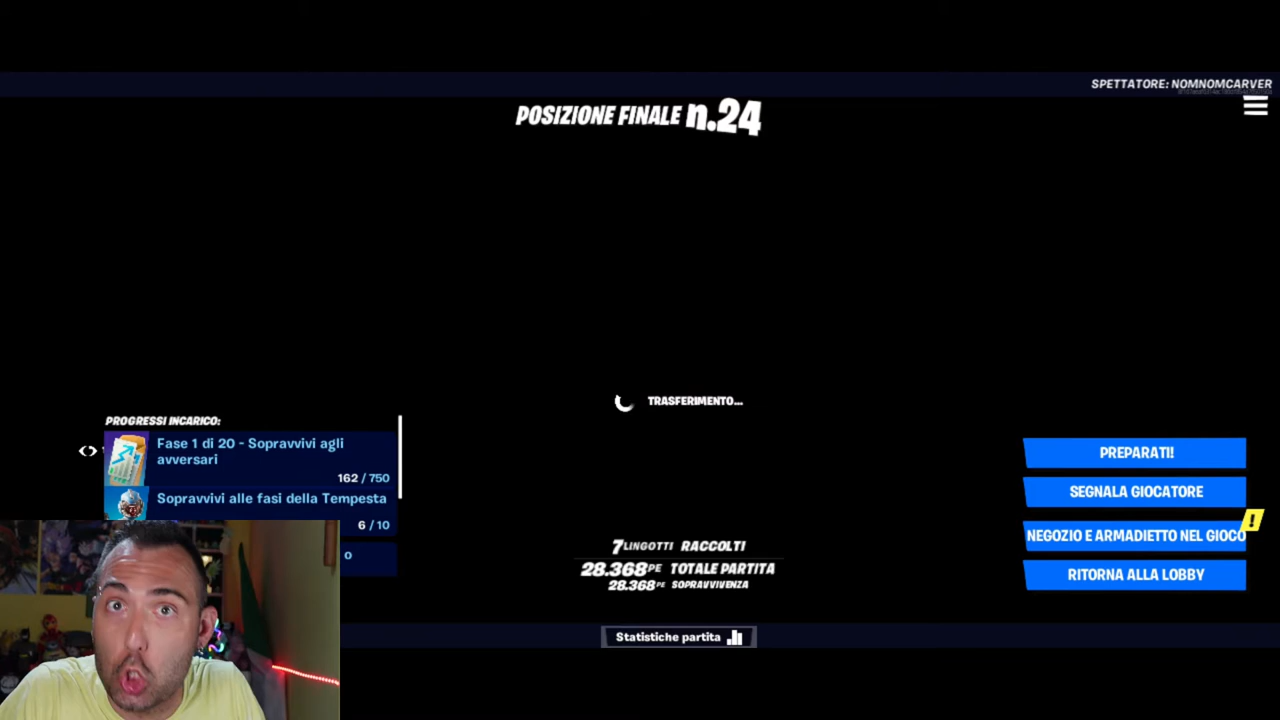 SPETTATORE: NOMNOMCARVER
POSIZIONE FINALE n.24
TRASFERIMENTO...
PROGRESSI INCARICO:
Fase 1 di 20 - Sopravvivi agli
avversari
162 / 750
Sopravvivi alle fasi della Tempesta
6 / 10
PREPARATI!
SEGNALA GIOCATORE
NEGOZIO E ARMADIETTO NEL GIOCO
!
RITORNA ALLA LOBBY
7 LINGOTTI RACCOLTI
28.368 PE TOTALE PARTITA
28.368 PE SOPRAVVIVENZA
Statistiche partita